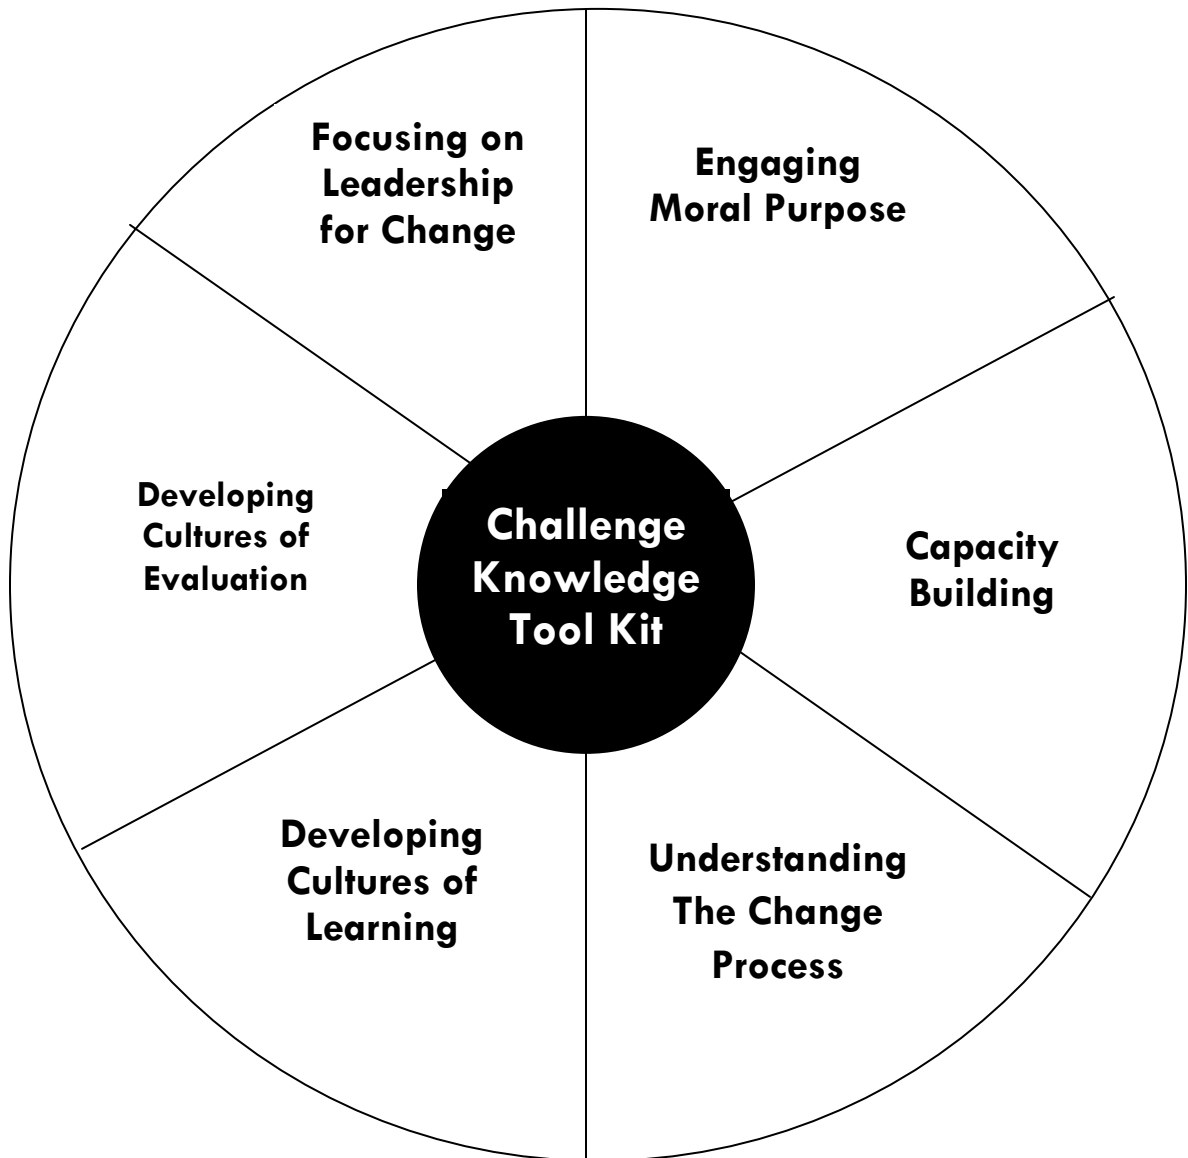 Focusing on
Leadership
for Change
Engaging
Moral Purpose
Developing
Cultures of
Evaluation
Challenge
Knowledge
Tool Kit
Capacity
Building
Developing
Cultures of
Learning
Understanding
The Change
Process